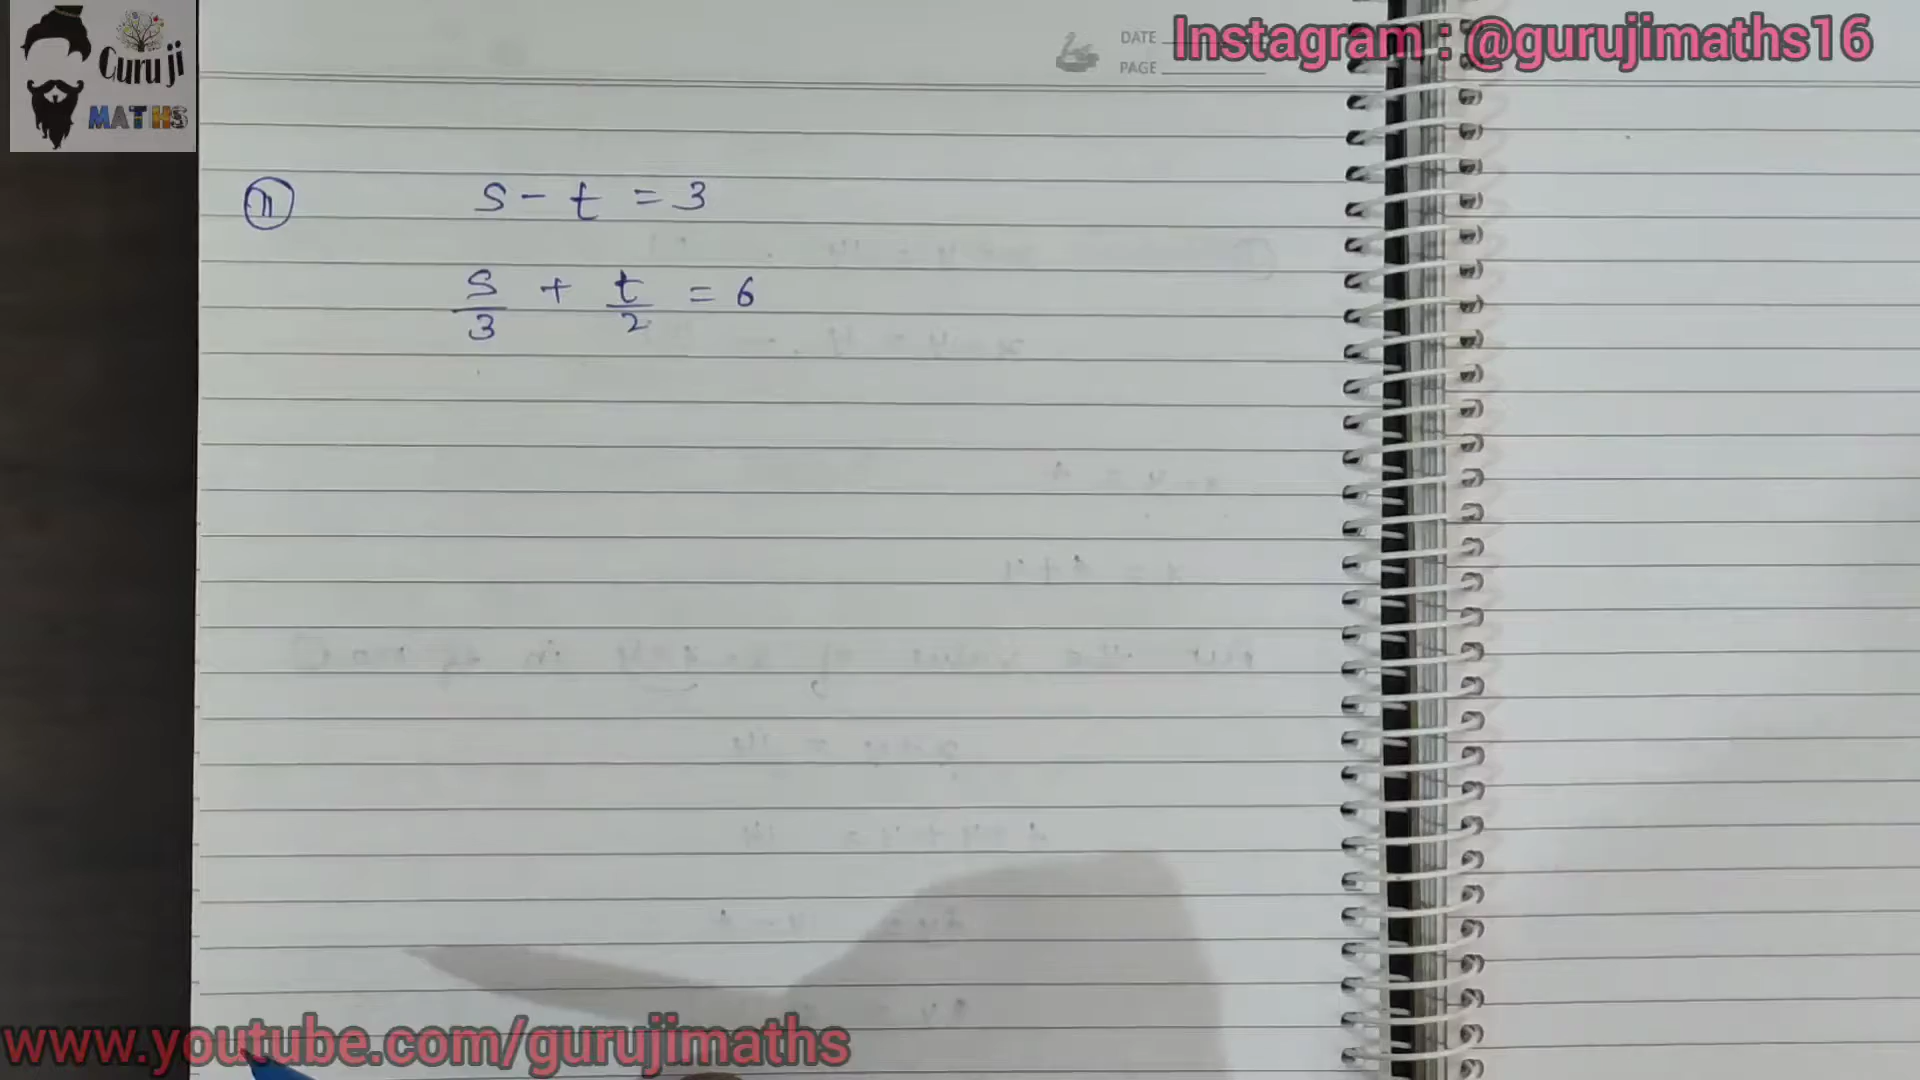 Guru ji
MATHS
DATE
PAGE
Instagram : @gurujimaths16
(ii) s - t = 3
s/3 + t/2 = 6
www.youtube.com/gurujimaths